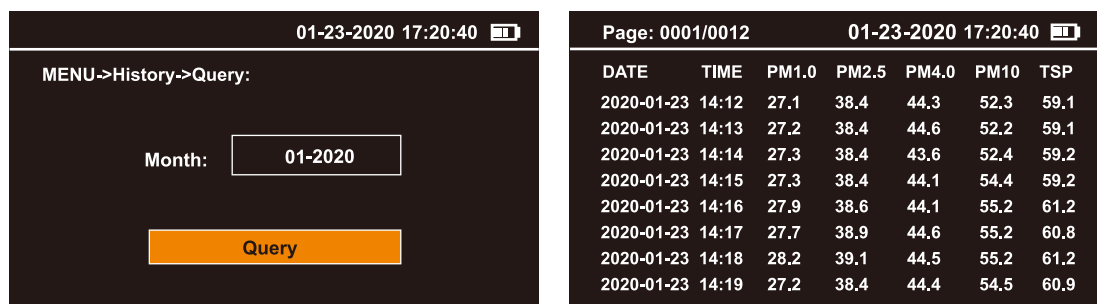 01-23-2020 17:20:40
MENU->History->Query:
Month: 01-2020
Query
Page: 0001/0012 01-23-2020 17:20:40
DATE TIME PM1.0 PM2.5 PM4.0 PM10 TSP
2020-01-23 14:12 27.1 38.4 44.3 52.3 59.1
2020-01-23 14:13 27.2 38.4 44.6 52.2 59.1
2020-01-23 14:14 27.3 38.4 43.6 52.4 59.2
2020-01-23 14:15 27.3 38.4 44.1 54.4 59.2
2020-01-23 14:16 27.9 38.6 44.1 55.2 61.2
2020-01-23 14:17 27.7 38.9 44.6 55.2 60.8
2020-01-23 14:18 28.2 39.1 44.5 55.2 61.2
2020-01-23 14:19 27.2 38.4 44.4 54.5 60.9